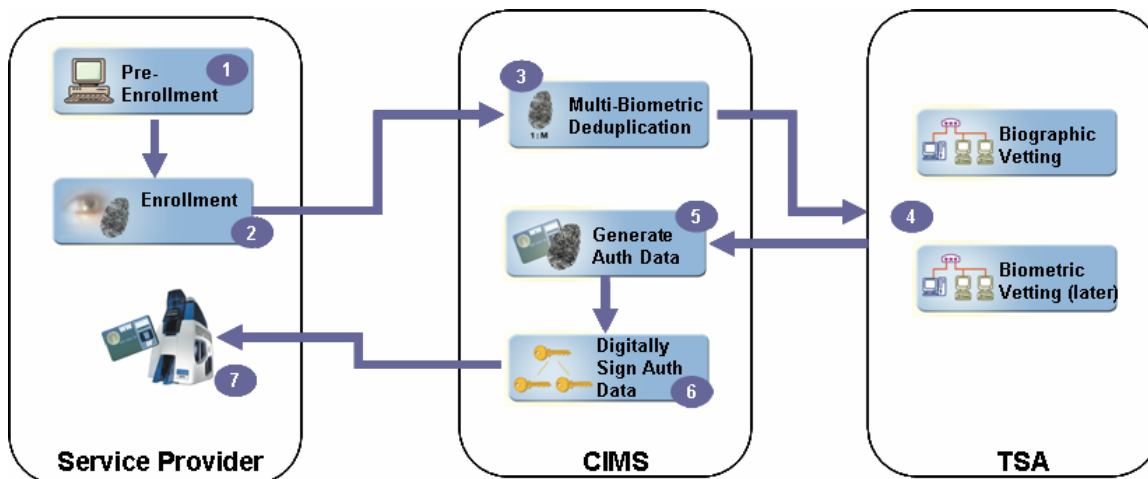 1
Pre-
Enrollment
Enrollment
2
7
Service Provider
3
1:M
Multi-Biometric
Deduplication
5
Generate
Auth Data
Digitally
Sign Auth
Data
6
CIMS
Biographic
Vetting
4
Biometric
Vetting (later)
TSA